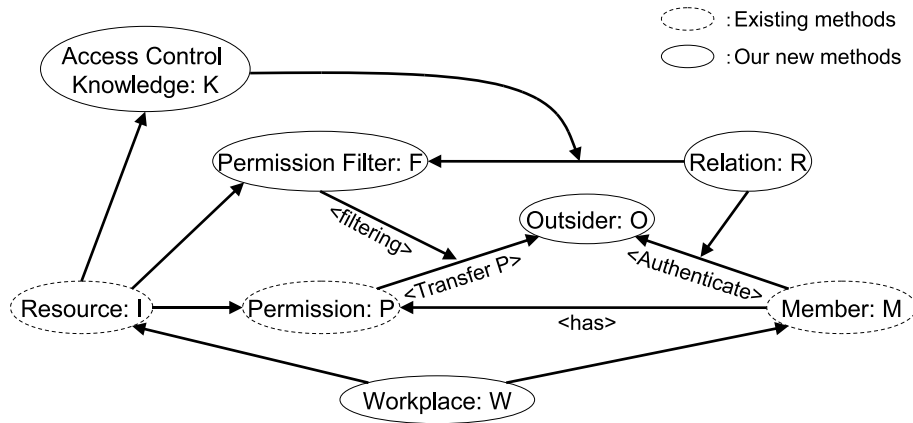 : Existing methods
: Our new methods
Access Control
Knowledge: K
Permission Filter: F
Relation: R
<filtering>
Outsider: O
<Transfer P>
<Authenticate>
Resource: I
Permission: P
Member: M
<has>
Workplace: W